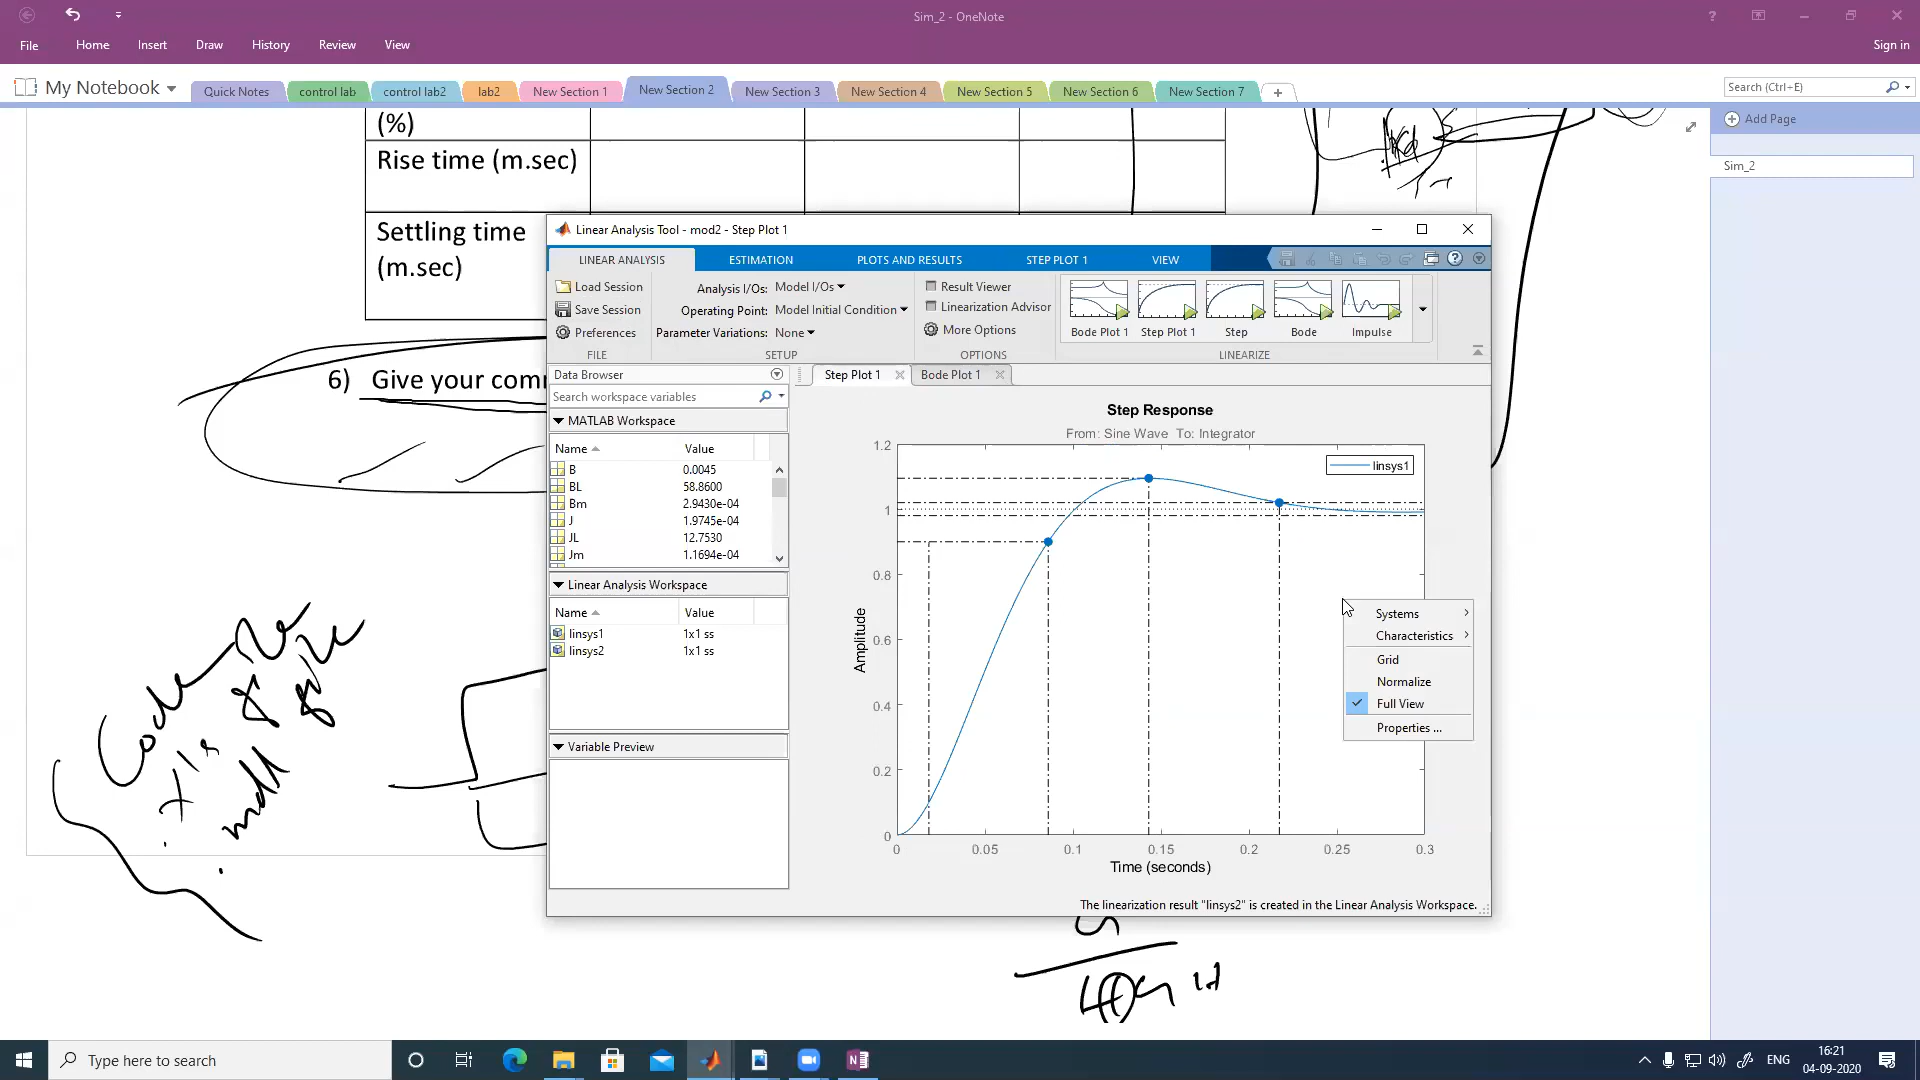 Sim_2 - OneNote
File Home Insert Draw History Review View
Sign in
My Notebook
Quick Notes control lab control lab2 lab2 New Section 1 New Section 2 New Section 3 New Section 4 New Section 5 New Section 6 New Section 7 +
Search (Ctrl+E)
Add Page
Sim_2
(%)
Rise time (m.sec)
Settling time
(m.sec)
6) Give your com
Kd
Linear Analysis Tool - mod2 - Step Plot 1
LINEAR ANALYSIS ESTIMATION PLOTS AND RESULTS STEP PLOT 1 VIEW
Load Session
Save Session
Preferences
FILE
Analysis I/Os: Model I/Os
Operating Point: Model Initial Condition
Parameter Variations: None
SETUP
Result Viewer
Linearization Advisor
More Options
OPTIONS
Bode Plot 1 Step Plot 1 Step Bode Impulse
LINEARIZE
Data Browser
Search workspace variables
MATLAB Workspace
Name Value
B 0.0045
BL 58.8600
Bm 2.9430e-04
J 1.9745e-04
JL 12.7530
Jm 1.1694e-04
Linear Analysis Workspace
Name Value
linsys1 1x1 ss
linsys2 1x1 ss
Variable Preview
Step Plot 1 Bode Plot 1
Step Response
From: Sine Wave To: Integrator
linsys1
1.2
1
0.8
0.6
0.4
0.2
0
Amplitude
0 0.05 0.1 0.15 0.2 0.25 0.3
Time (seconds)
Systems
Characteristics
Grid
Normalize
Full View
Properties ...
The linearization result "linsys2" is created in the Linear Analysis Workspace.
Code
Type here to search
ENG
16:21
04-09-2020